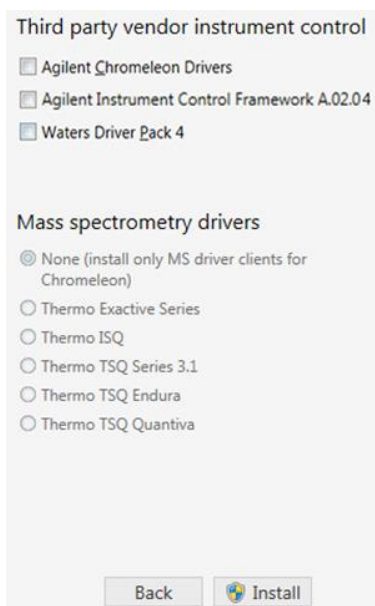 Third party vendor instrument control
Agilent Chromeleon Drivers
Agilent Instrument Control Framework A.02.04
Waters Driver Pack 4
Mass spectrometry drivers
None (install only MS driver clients for
Chromeleon)
Thermo Exactive Series
Thermo ISQ
Thermo TSQ Series 3.1
Thermo TSQ Endura
Thermo TSQ Quantiva
Back
Install